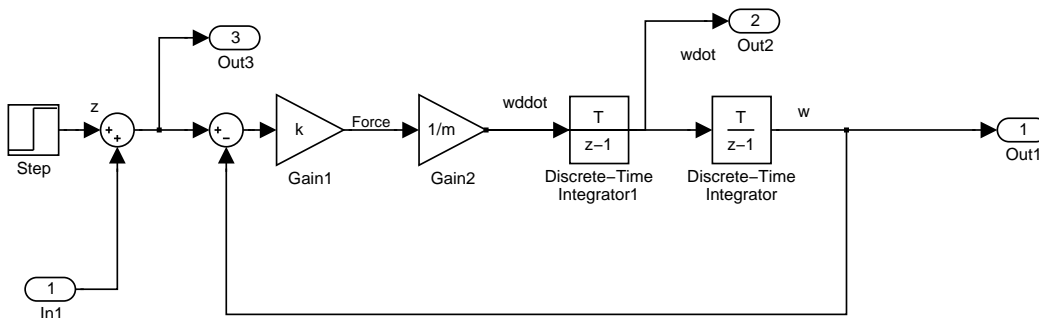 3
Out3
2
Out2
wdot
z
wddot
w
Step
+
+
+
−
k
Force
1/m
T
z−1
T
z−1
1
Out1
Gain1
Gain2
Discrete−Time
Integrator1
Discrete−Time
Integrator
1
In1